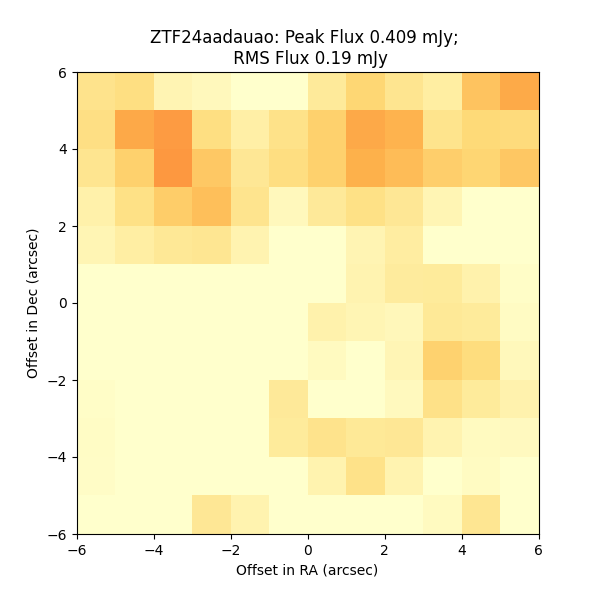 ZTF24aadauao: Peak Flux 0.409 mJy;
RMS Flux 0.19 mJy
6
4
2
0
−2
−4
−6
Offset in Dec (arcsec)
−6 −4 −2 0 2 4 6
Offset in RA (arcsec)